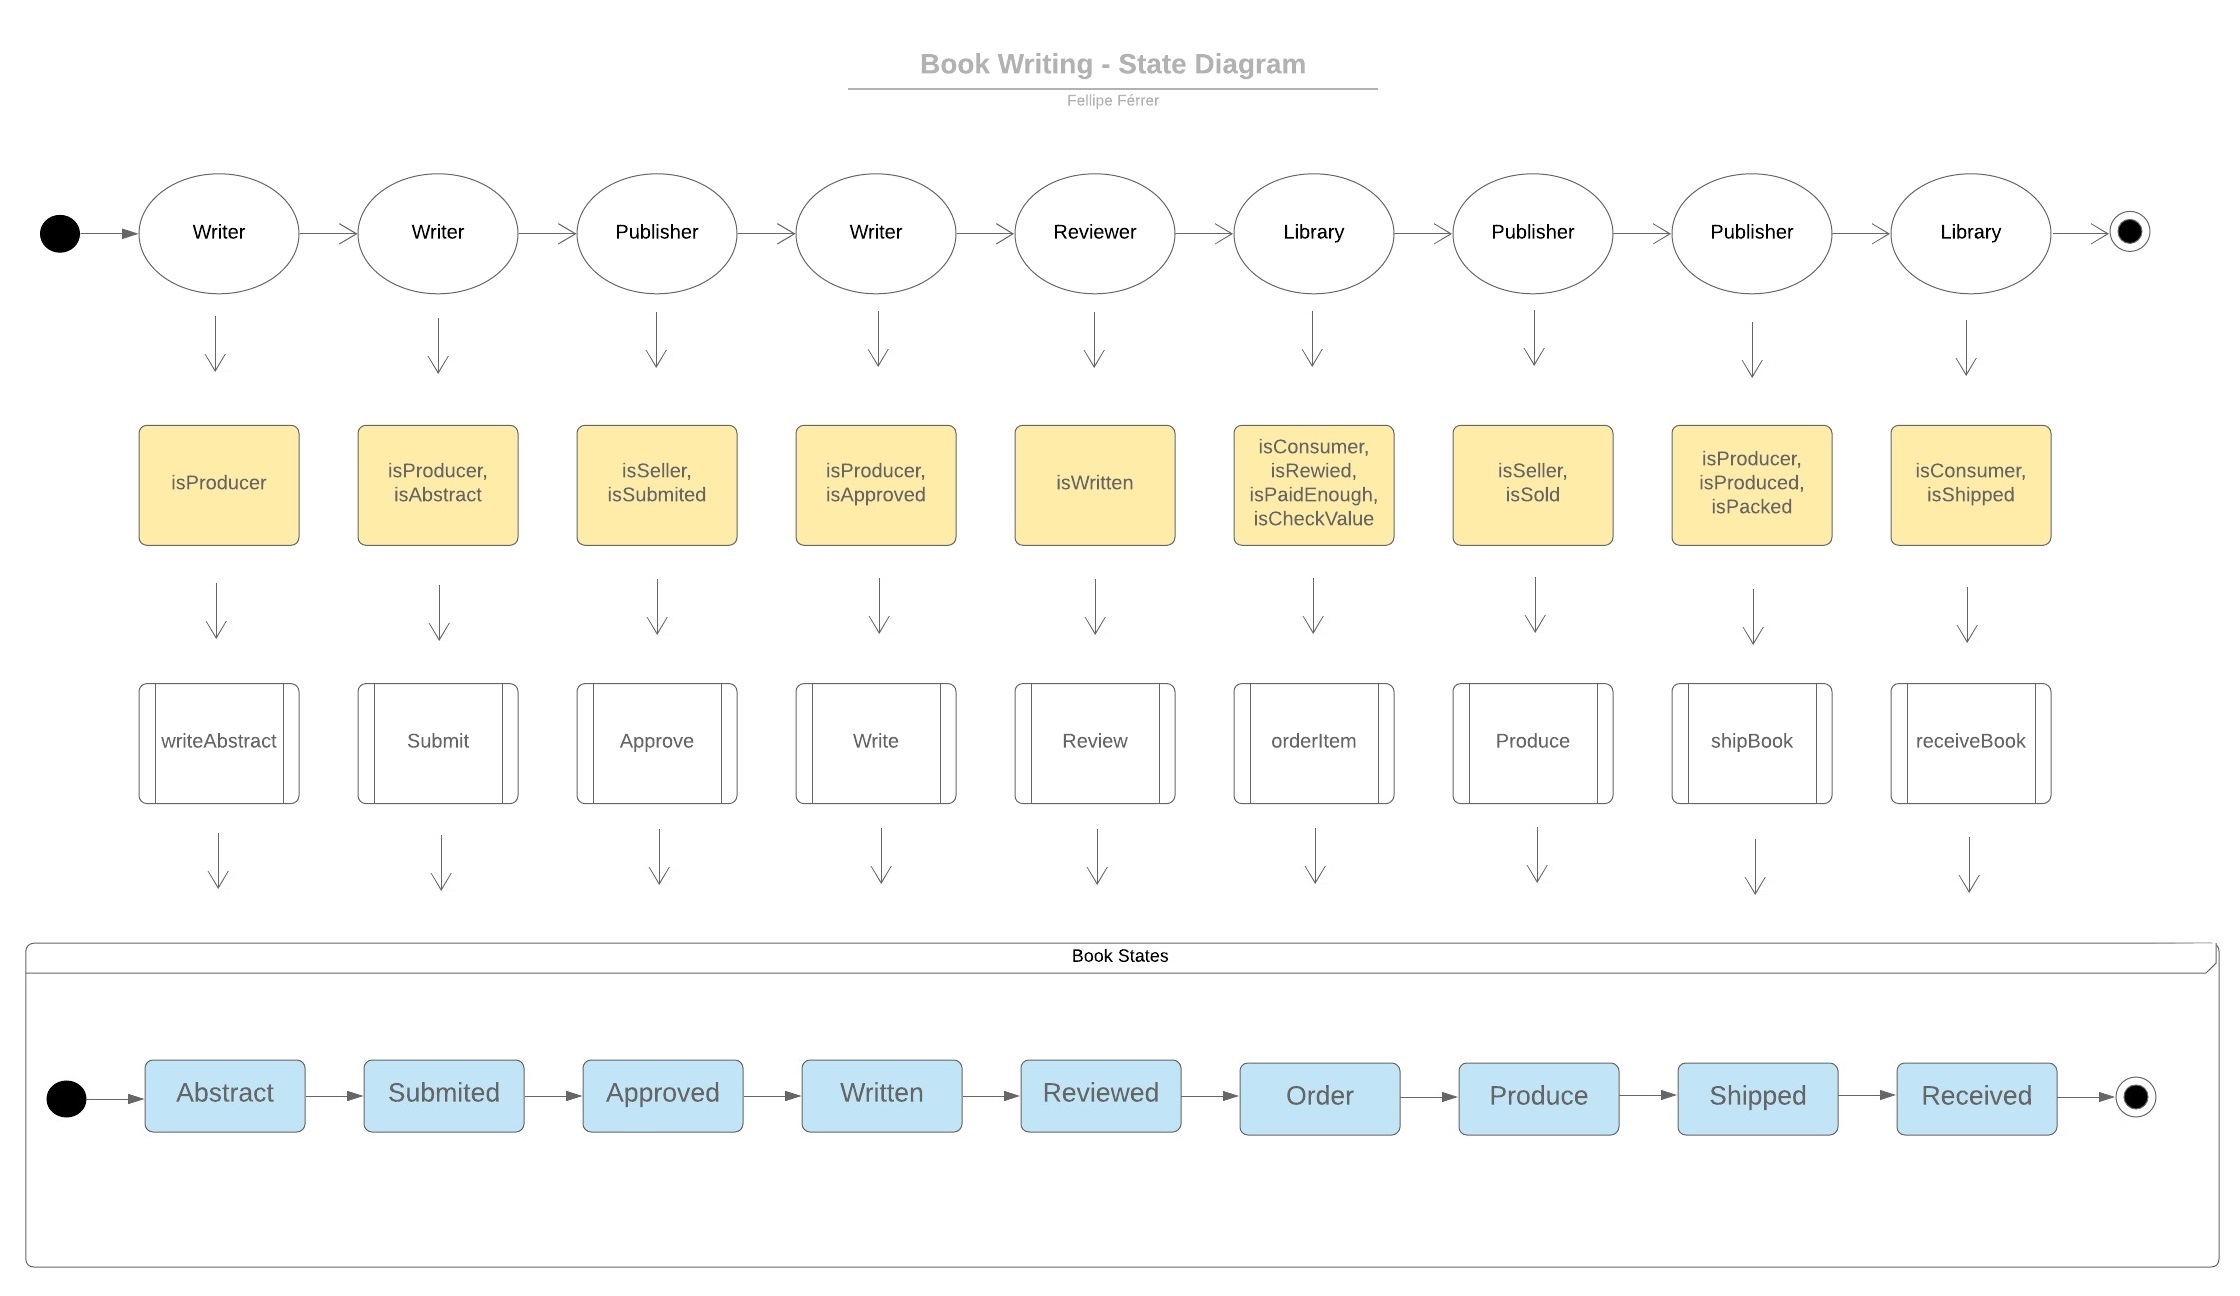 Book Writing - State Diagram
Fellipe Férrer
Writer
Writer
Publisher
Writer
Reviewer
Library
Publisher
Publisher
Library
isProducer
isProducer,
isAbstract
isSeller,
isSubmited
isProducer,
isApproved
isWritten
isConsumer,
isRewied,
isPaidEnough,
isCheckValue
isSeller,
isSold
isProducer,
isProduced,
isPacked
isConsumer,
isShipped
writeAbstract
Submit
Approve
Write
Review
orderItem
Produce
shipBook
receiveBook
Book States
Abstract
Submited
Approved
Written
Reviewed
Order
Produce
Shipped
Received